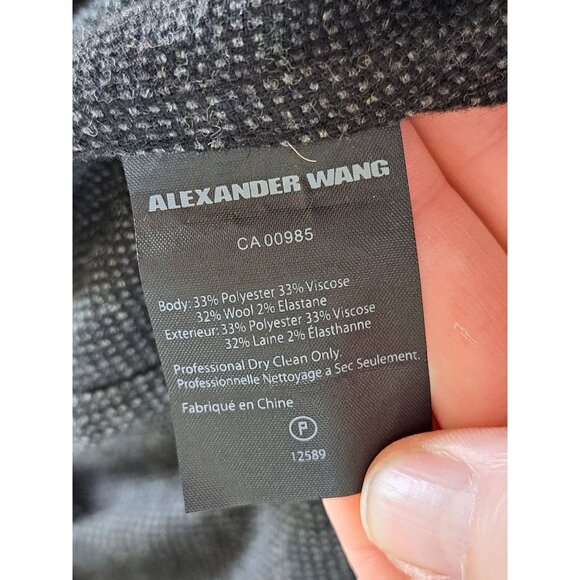 ALEXANDER WANG
CA 00985
Body: 33% Polyester 33% Viscose
32% Wool 2% Elastane
Exterieur: 33% Polyester 33% Viscose
32% Laine 2% Élasthanne
Professional Dry Clean Only.
Professionnelle Nettoyage a Sec Seulement.
Fabriqué en Chine
P
12589